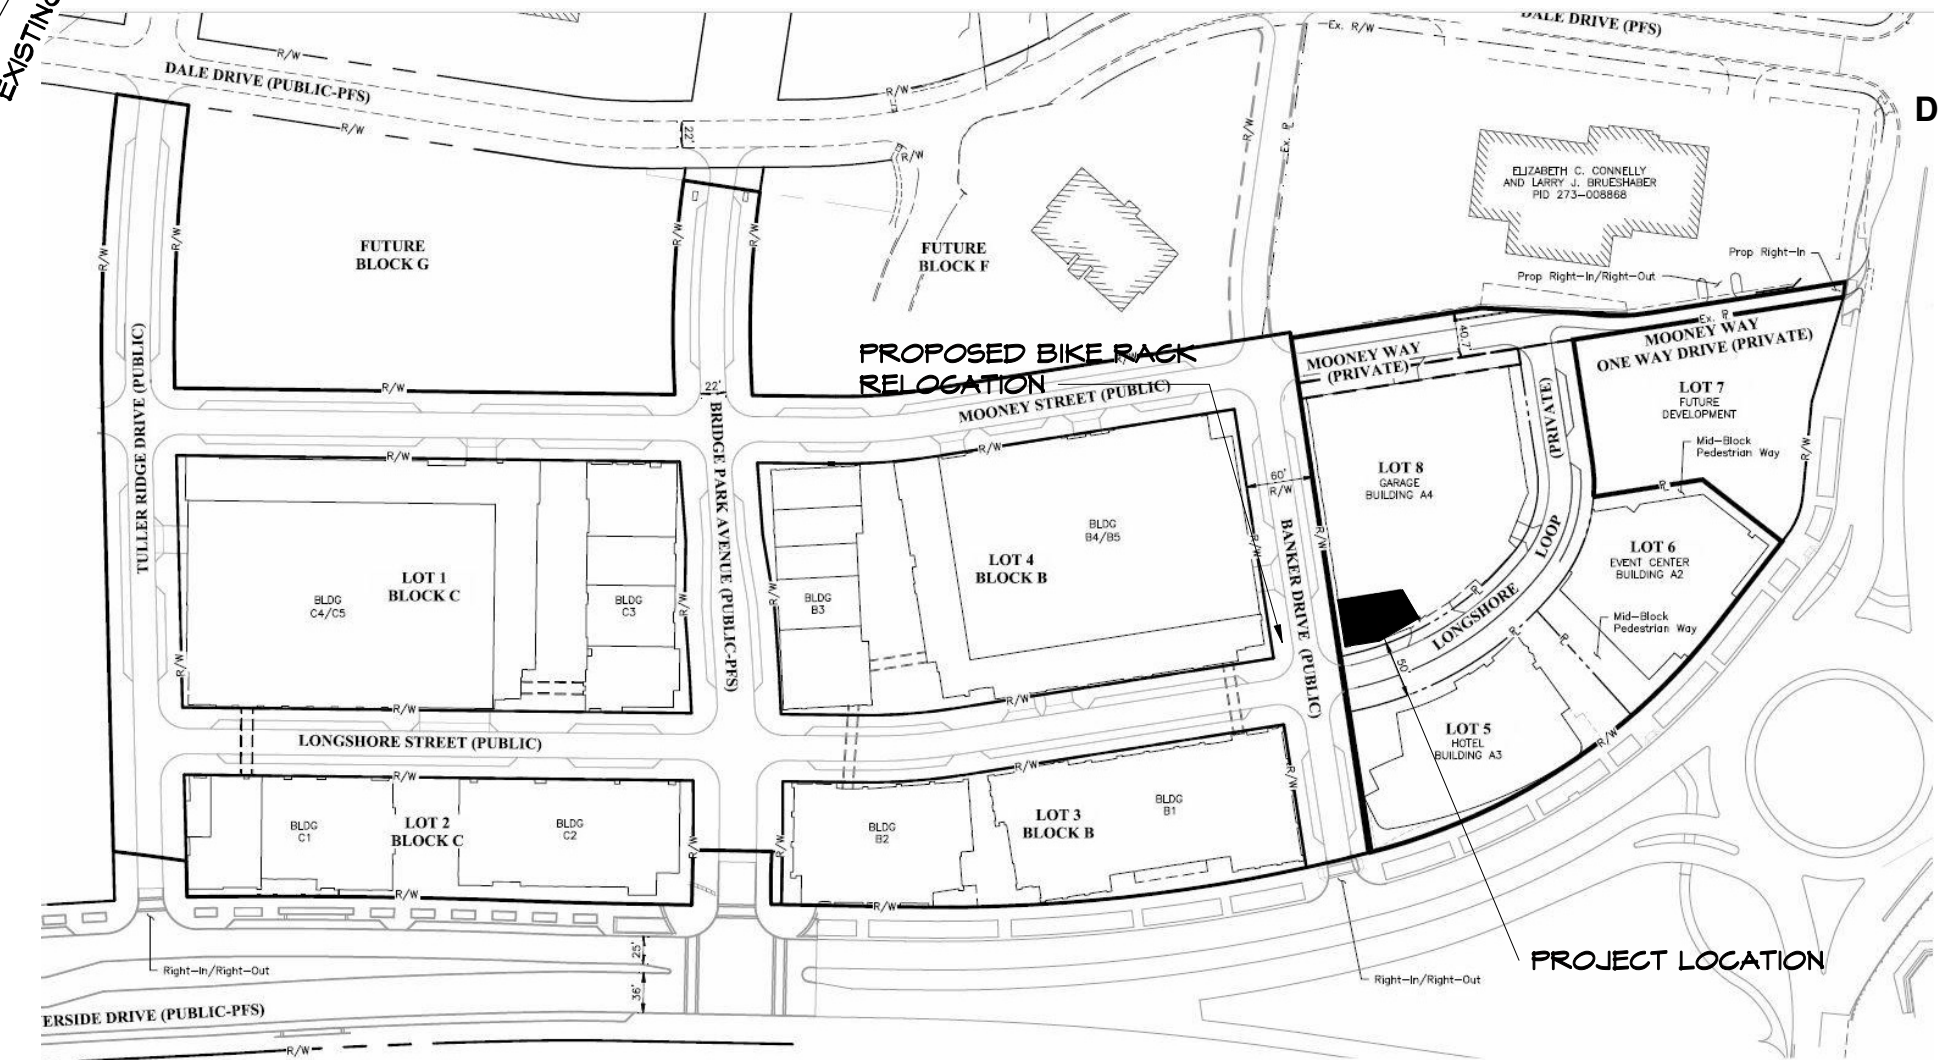 EXISTING
DALE DRIVE (PFS)
Ex. R/W
R/W
DALE DRIVE (PUBLIC-PFS)
R/W
R/W
22'
R/W
R/W
Ex. ⅊
D
ELIZABETH C. CONNELLY
AND LARRY J. BRUESHABER
PID 273-008868
R/W
R/W
R/W
R/W
FUTURE
BLOCK G
FUTURE
BLOCK F
Prop Right-In
Prop Right-In/Right-Out
Ex. ⅊
40.7'
MOONEY WAY
(PRIVATE)
MOONEY WAY
ONE WAY DRIVE (PRIVATE)
PROPOSED BIKE RACK
RELOCATION
R/W
R/W
22'
MOONEY STREET (PUBLIC)
LOT 7
FUTURE
DEVELOPMENT
Mid-Block
Pedestrian Way
R/W
TULLER RIDGE DRIVE (PUBLIC)
BRIDGE PARK AVENUE (PUBLIC-PFS)
(PRIVATE)
R/W
R/W
60'
R/W
LOT 8
GARAGE
BUILDING A4
⅊
BLDG
B4/B5
R/W
R/W
BANKER DRIVE (PUBLIC)
LOOP
LOT 6
EVENT CENTER
BUILDING A2
LOT 1
BLOCK C
BLDG
C4/C5
BLDG
C3
R/W
R/W
BLDG
B3
LOT 4
BLOCK B
⅊
LONGSHORE
⅊
⅊
Mid-Block
Pedestrian Way
R/W
50'
R/W
R/W
LONGSHORE STREET (PUBLIC)
LOT 5
HOTEL
BUILDING A3
R/W
R/W
R/W
R/W
BLDG
C1
LOT 2
BLOCK C
BLDG
C2
R/W
R/W
BLDG
B2
LOT 3
BLOCK B
BLDG
B1
R/W
R/W
25'
36'
Right-In/Right-Out
Right-In/Right-Out
PROJECT LOCATION
ERSIDE DRIVE (PUBLIC-PFS)
R/W